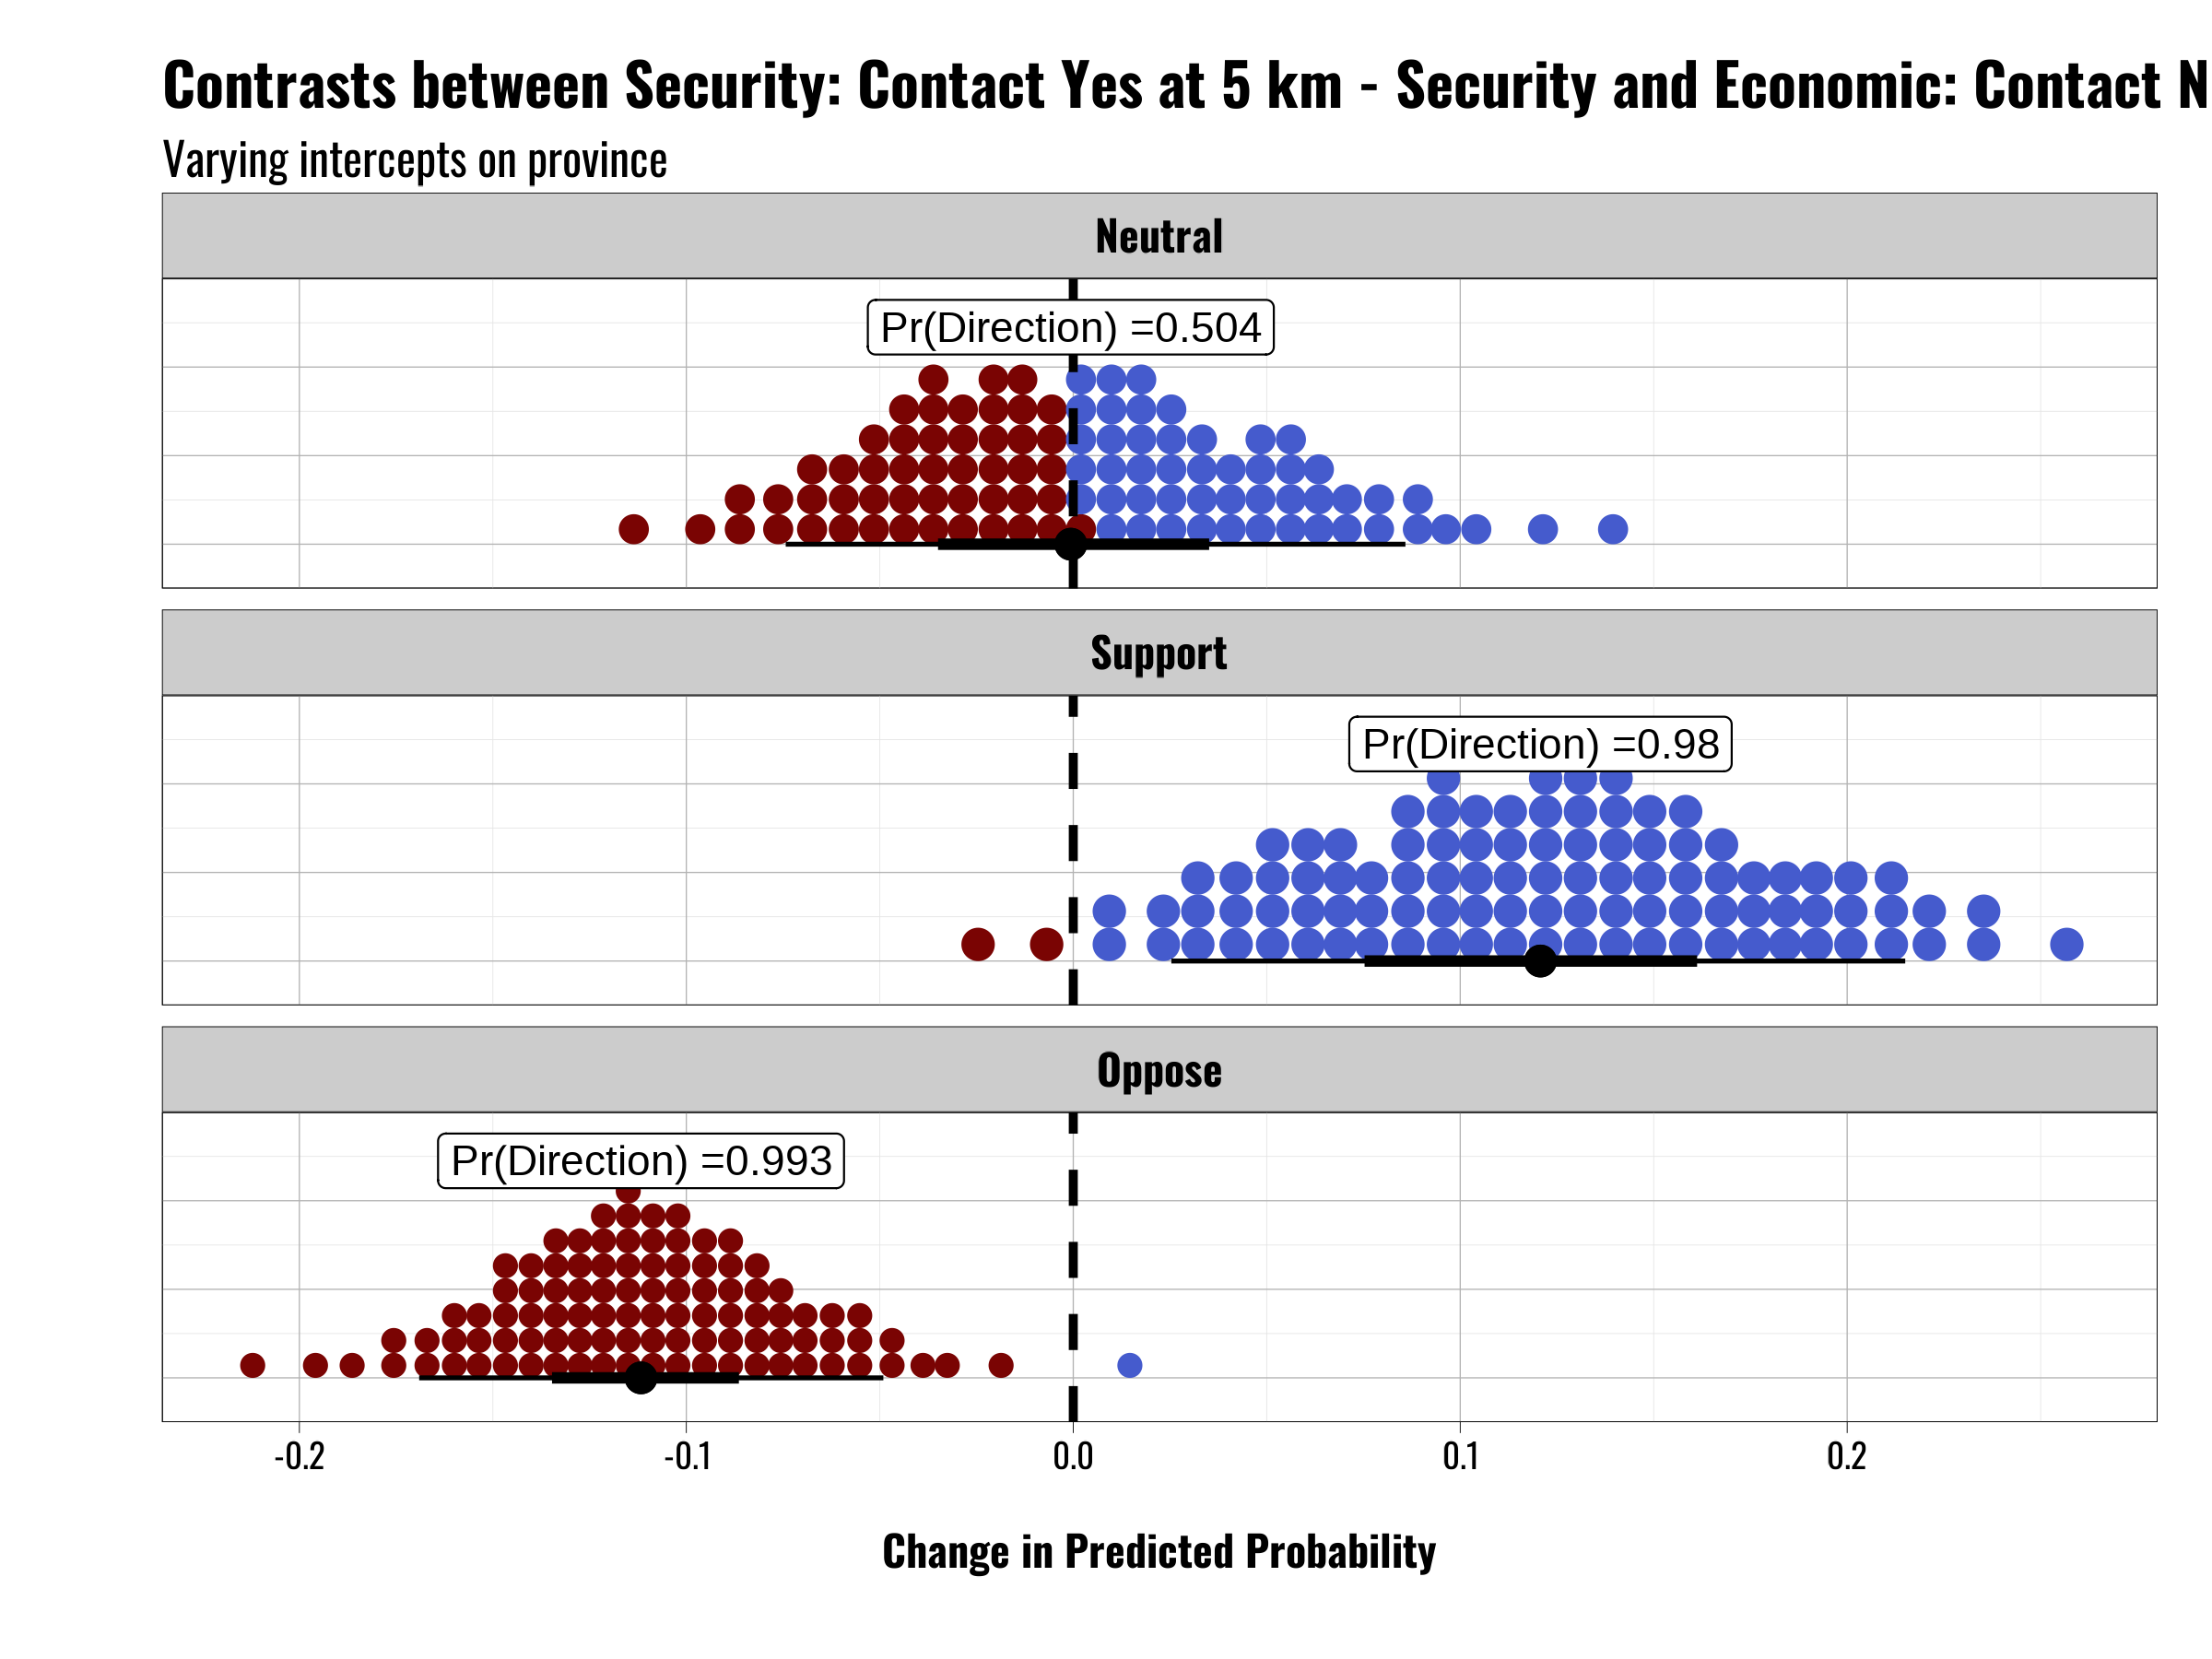 Contrasts between Security: Contact Yes at 5 km - Security and Economic: Contact N
Varying intercepts on province
Neutral
Pr(Direction) =0.504
Support
Pr(Direction) =0.98
Oppose
Pr(Direction) =0.993
-0.2 -0.1 0.0 0.1 0.2
Change in Predicted Probability